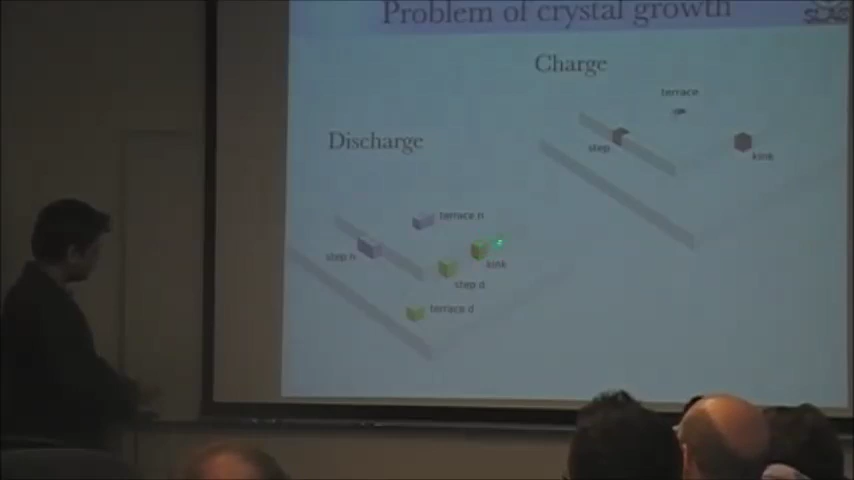 Problem of crystal growth
Charge
terrace
step
kink
Discharge
terrace n
step n
kink
step d
terrace d